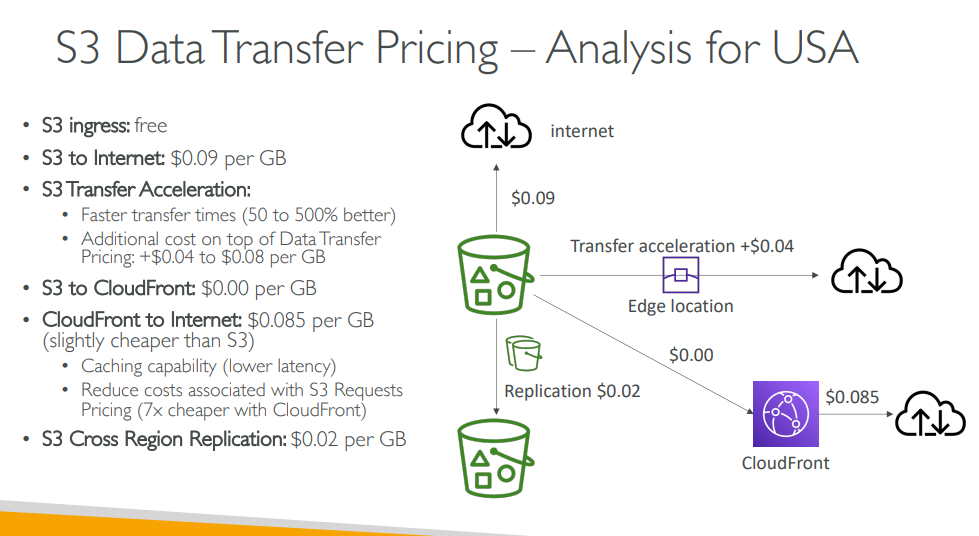 S3 Data Transfer Pricing – Analysis for USA
• S3 ingress: free
• S3 to Internet: $0.09 per GB
• S3 Transfer Acceleration:
• Faster transfer times (50 to 500% better)
• Additional cost on top of Data Transfer
Pricing: +$0.04 to $0.08 per GB
• S3 to CloudFront: $0.00 per GB
• CloudFront to Internet: $0.085 per GB
(slightly cheaper than S3)
• Caching capability (lower latency)
• Reduce costs associated with S3 Requests
Pricing (7x cheaper with CloudFront)
• S3 Cross Region Replication: $0.02 per GB
internet
$0.09
Transfer acceleration +$0.04
Edge location
$0.00
Replication $0.02
$0.085
CloudFront